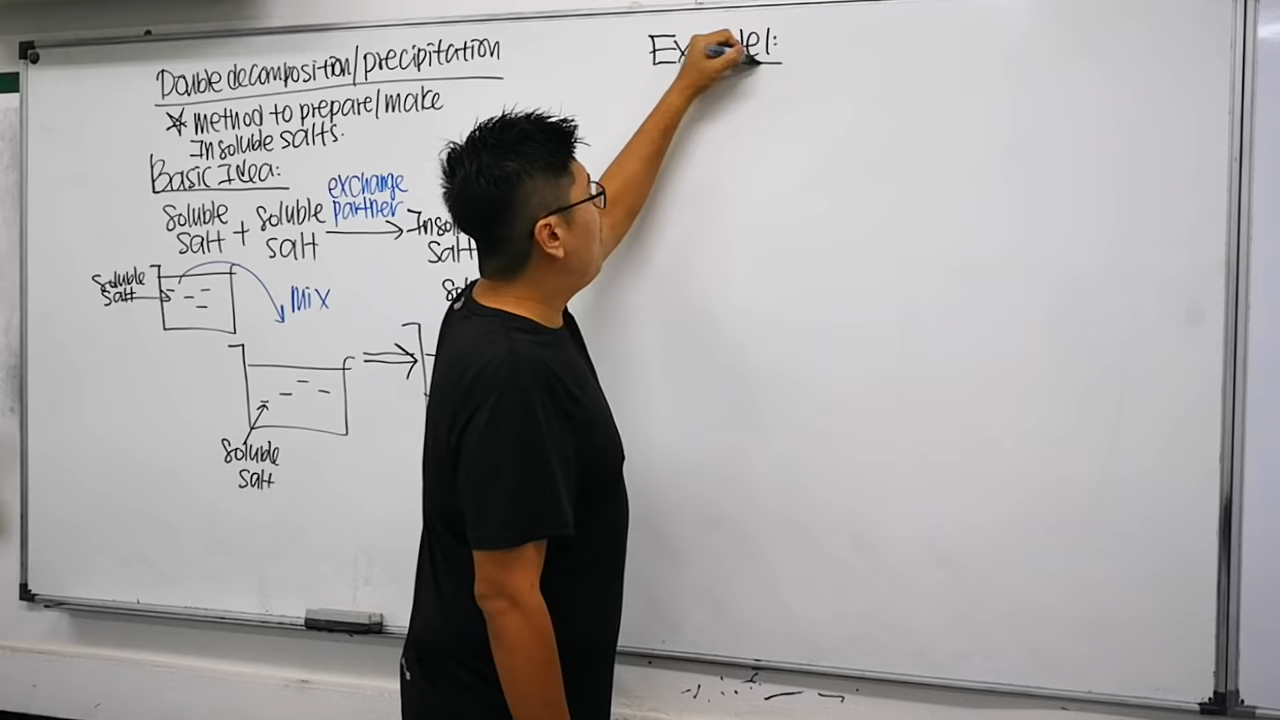 Double decomposition/precipitation
☆ method to prepare/make
Insoluble salts.
Basic Idea:
Soluble salt + Soluble salt
exchange
partner
Soluble
salt
Mix
Soluble
salt